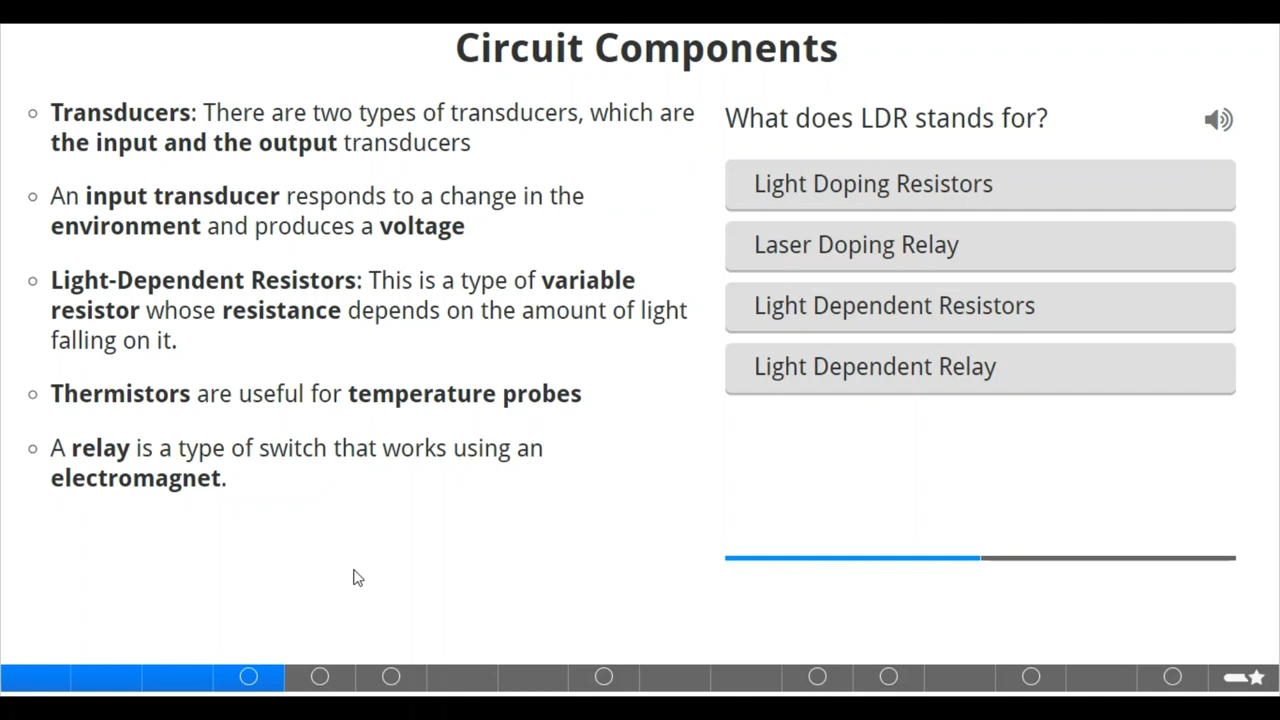 Circuit Components
Transducers: There are two types of transducers, which are
the input and the output transducers
An input transducer responds to a change in the
environment and produces a voltage
Light-Dependent Resistors: This is a type of variable
resistor whose resistance depends on the amount of light
falling on it.
Thermistors are useful for temperature probes
A relay is a type of switch that works using an
electromagnet.
What does LDR stands for?
Light Doping Resistors
Laser Doping Relay
Light Dependent Resistors
Light Dependent Relay